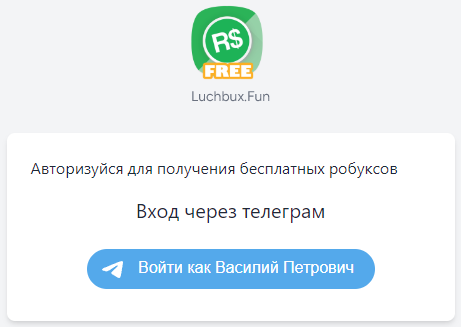 R$
FREE
Luchbux.Fun
Авторизуйся для получения бесплатных робуксов
Вход через телеграм
Войти как Василий Петрович